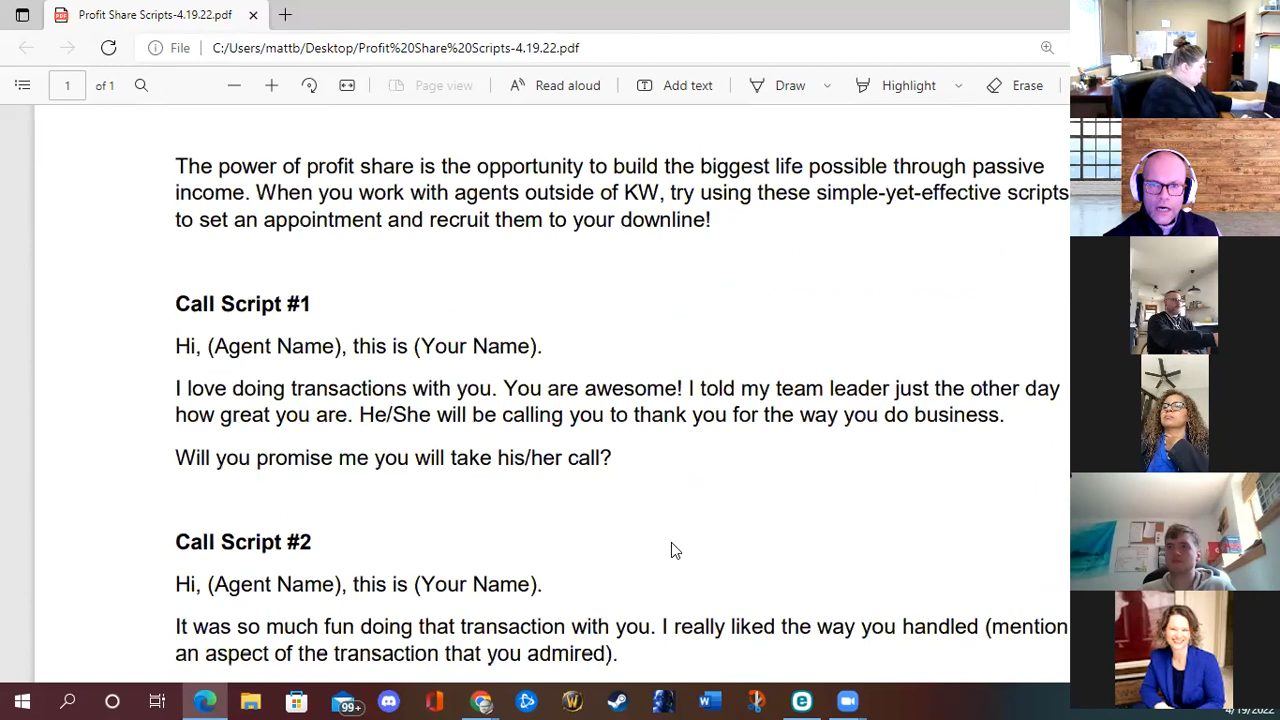 Profit Share Scripts-4.19.22.pdf
File C:/Users/mattb/Desktop/Profit%20Share%20Scripts-4.19.22.pdf
1 of 1 Page view Read aloud Add text Draw Highlight Erase
The power of profit share is the opportunity to build the biggest life possible through passive
income. When you work with agents outside of KW, try using these simple-yet-effective scripts
to set an appointment and recruit them to your downline!
Call Script #1
Hi, (Agent Name), this is (Your Name).
I love doing transactions with you. You are awesome! I told my team leader just the other day
how great you are. He/She will be calling you to thank you for the way you do business.
Will you promise me you will take his/her call?
Call Script #2
Hi, (Agent Name), this is (Your Name).
It was so much fun doing that transaction with you. I really liked the way you handled (mention
an aspect of the transaction that you admired).
99+
4/19/2022